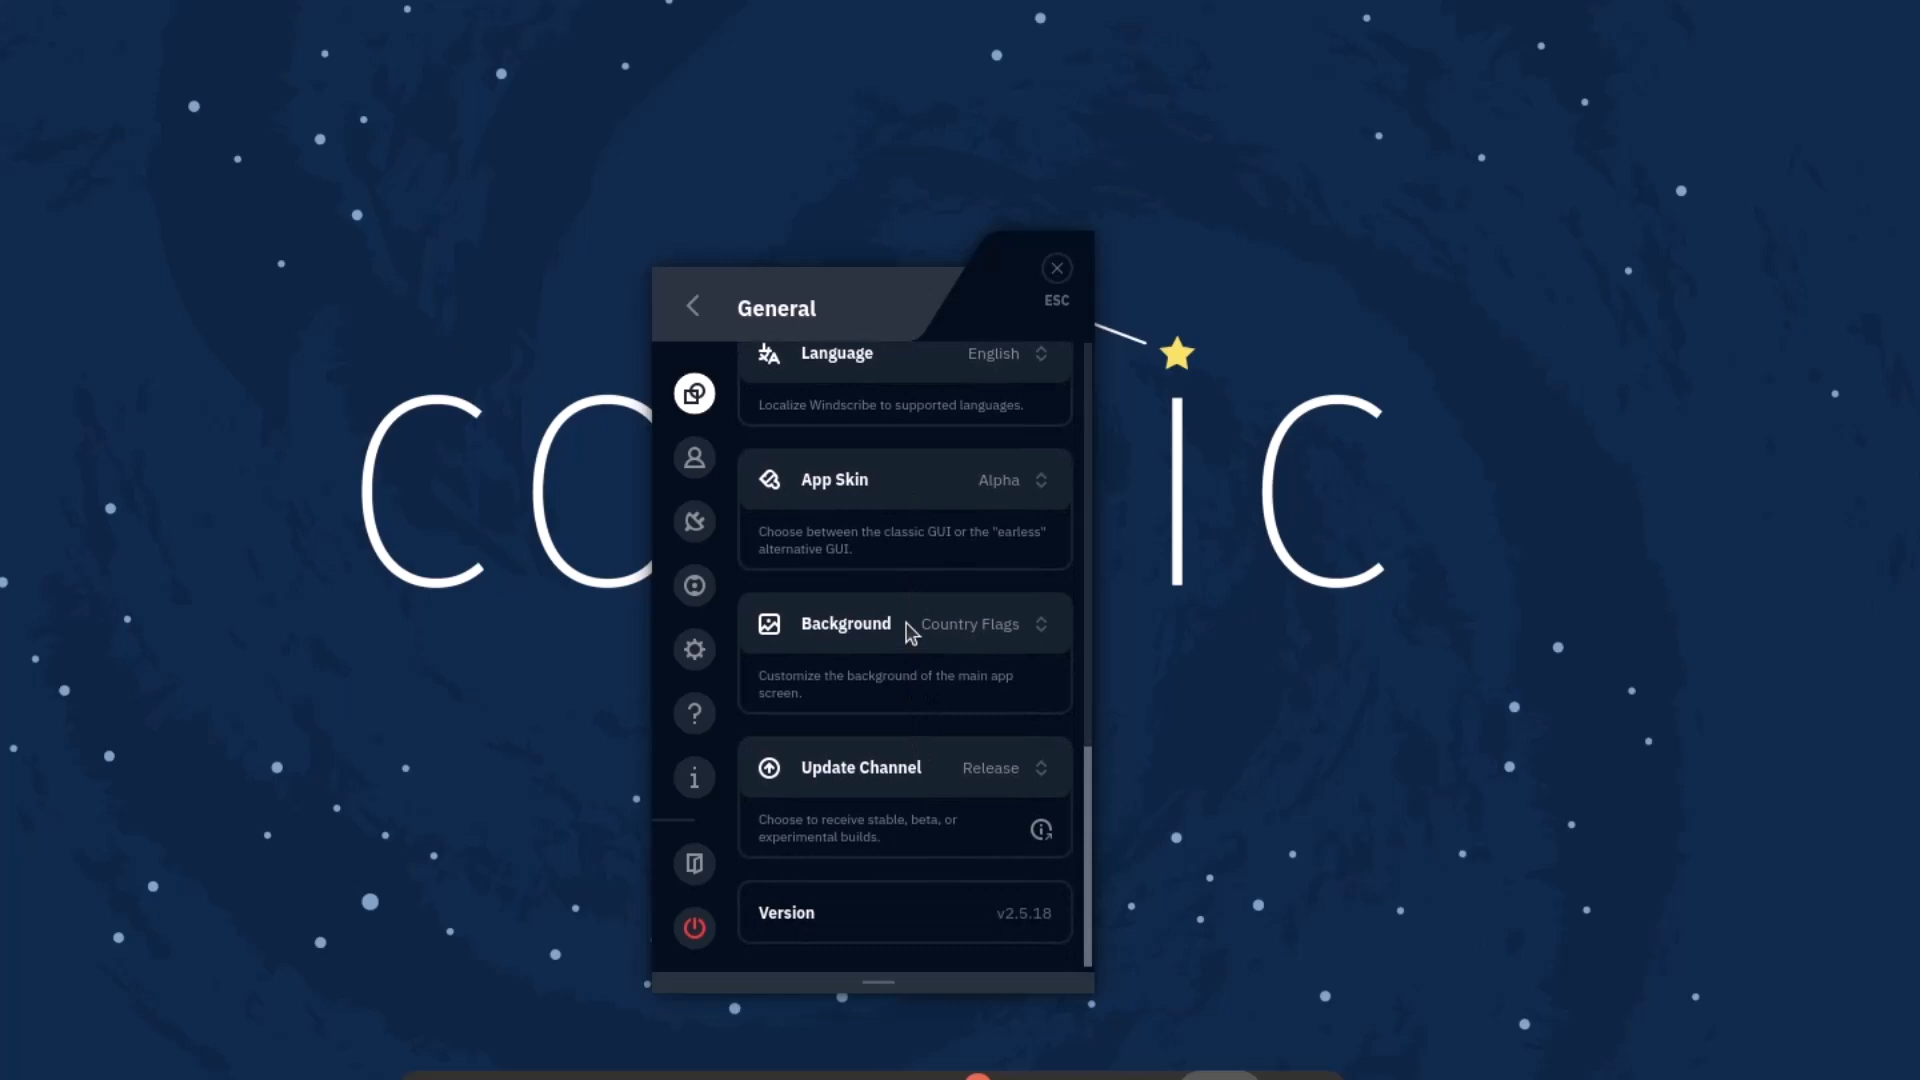 ESC
General
Language English
Localize Windscribe to supported languages.
App Skin Alpha
Choose between the classic GUI or the "earless"
alternative GUI.
CO IC
Background Country Flags
Customize the background of the main app
screen.
Update Channel Release
Choose to receive stable, beta, or
experimental builds.
Version v2.5.18